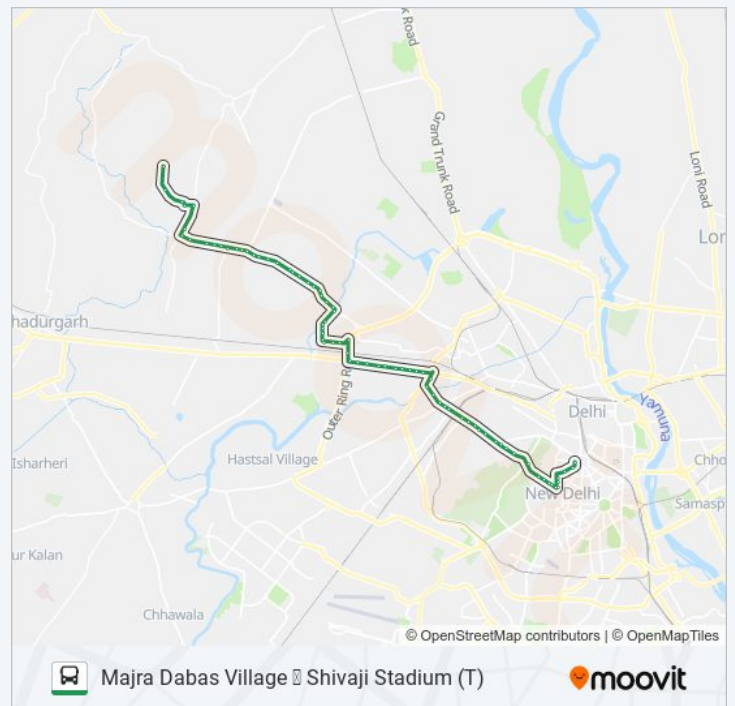 k Road
Grand Trunk Road
Loni Road
Lon
hadurgarh
Outer Ring R
Delhi
Yamuna
Isharheri
Hastsal Village
Chho
New Delhi
Samasp
ur Kalan
Chhawala
© OpenStreetMap contributors | © OpenMapTiles
Majra Dabas Village  Shivaji Stadium (T)
moovit